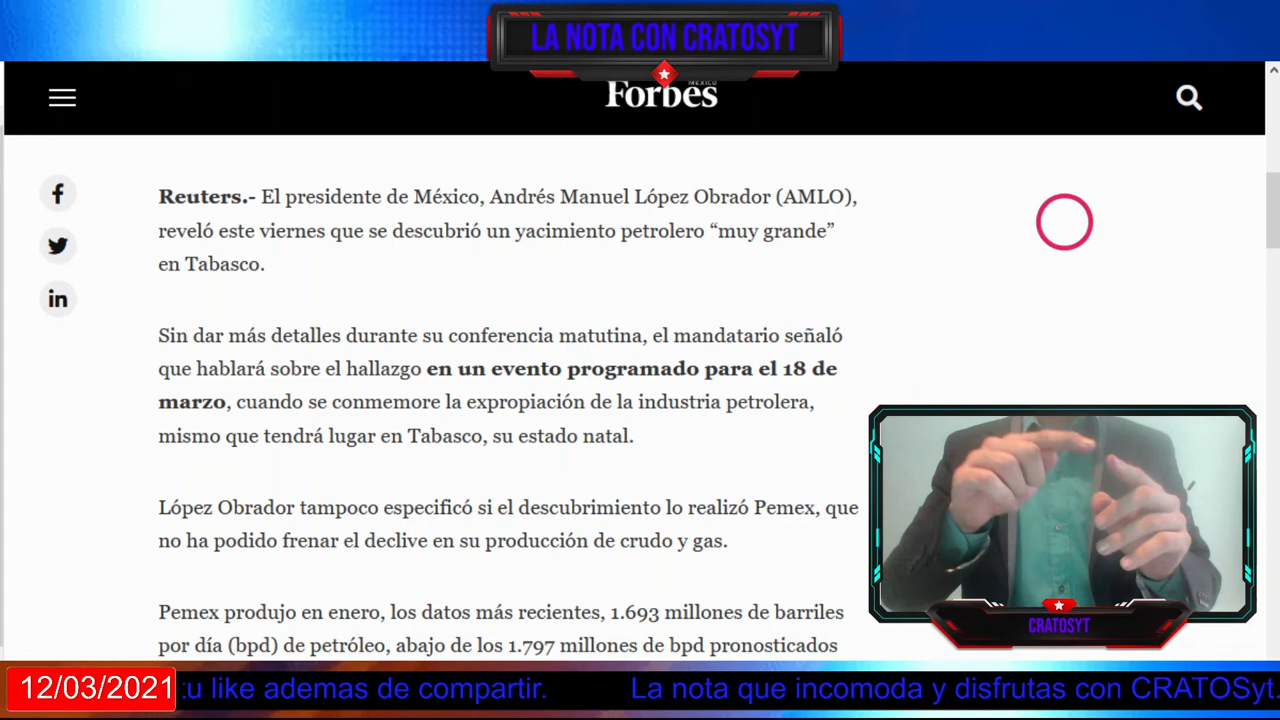 LA NOTA CON CRATOSYT
MÉXICO
Forbes
Reuters.- El presidente de México, Andrés Manuel López Obrador (AMLO),
reveló este viernes que se descubrió un yacimiento petrolero “muy grande”
en Tabasco.
Sin dar más detalles durante su conferencia matutina, el mandatario señaló
que hablará sobre el hallazgo en un evento programado para el 18 de
marzo, cuando se conmemore la expropiación de la industria petrolera,
mismo que tendrá lugar en Tabasco, su estado natal.
López Obrador tampoco especificó si el descubrimiento lo realizó Pemex, que
no ha podido frenar el declive en su producción de crudo y gas.
Pemex produjo en enero, los datos más recientes, 1.693 millones de barriles
por día (bpd) de petróleo, abajo de los 1.797 millones de bpd pronosticados
CRATOSYT
12/03/2021 tu like ademas de compartir. La nota que incomoda y disfrutas con CRATOSyt.